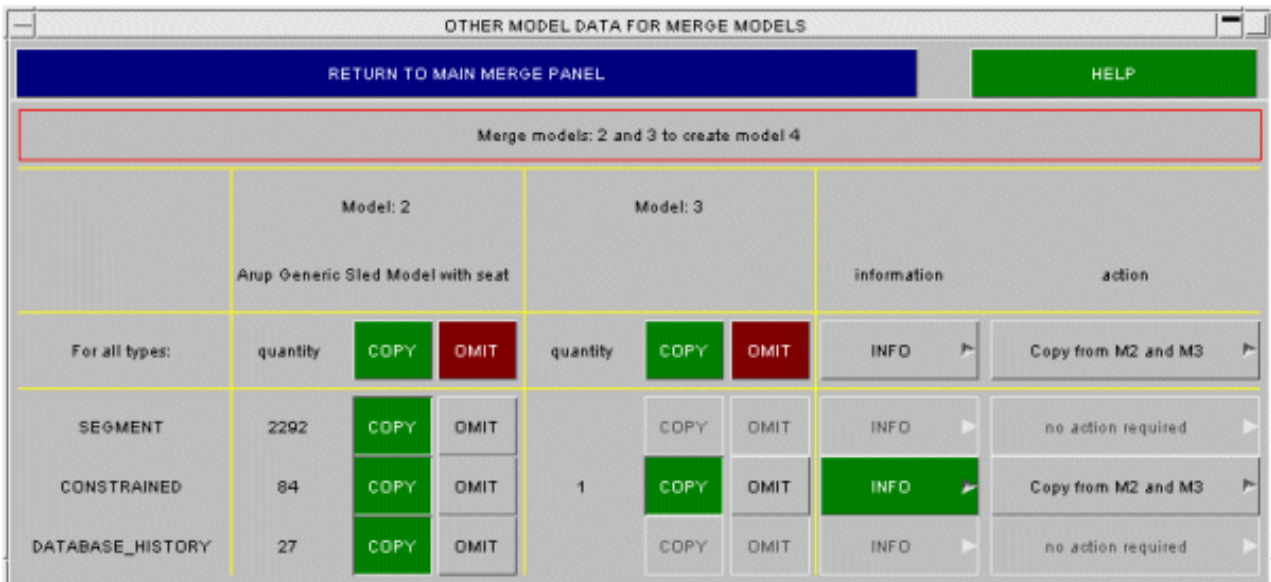 OTHER MODEL DATA FOR MERGE MODELS
RETURN TO MAIN MERGE PANEL HELP
Merge models: 2 and 3 to create model 4
Model: 2 Model: 3
Arup Generic Sled Model with seat information action
For all types: quantity COPY OMIT quantity COPY OMIT INFO Copy from M2 and M3
SEGMENT 2292 COPY OMIT COPY OMIT INFO no action required
CONSTRAINED 84 COPY OMIT 1 COPY OMIT INFO Copy from M2 and M3
DATABASE_HISTORY 27 COPY OMIT COPY OMIT INFO no action required